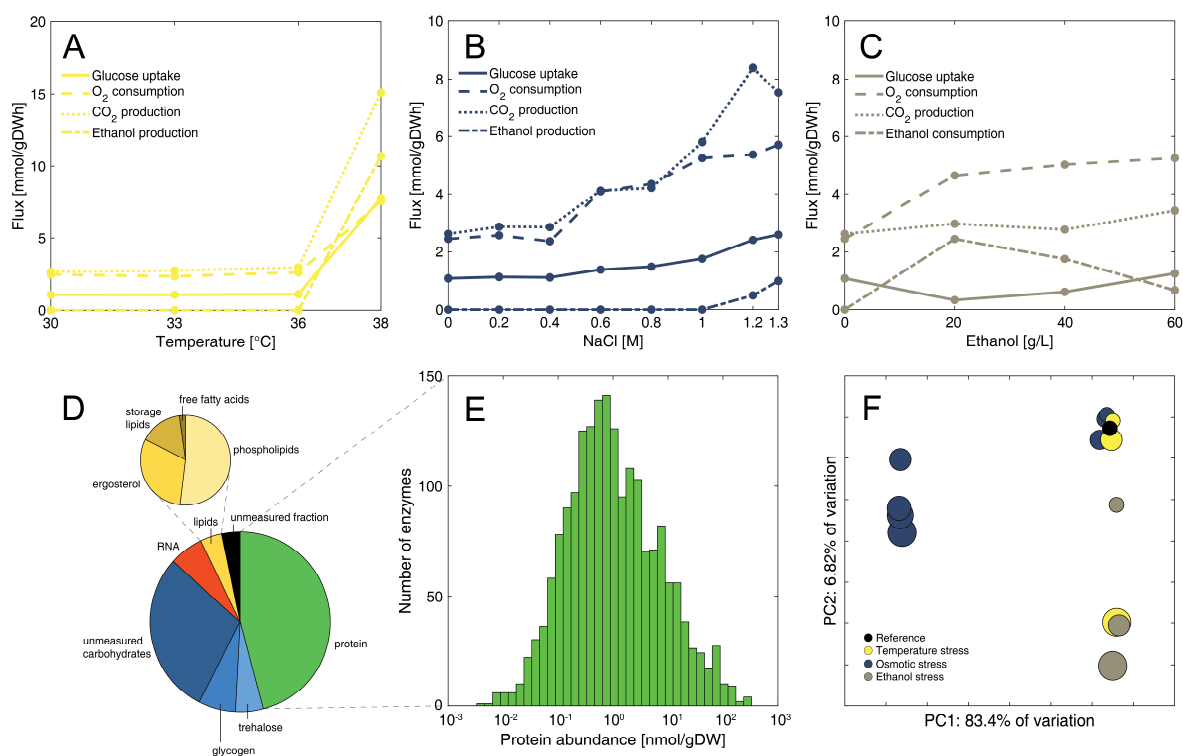 A
Glucose uptake
O2 consumption
CO2 production
Ethanol production
Flux [mmol/gDWh]
20
15
10
5
0
30
33
36
38
Temperature [°C]
B
Glucose uptake
O2 consumption
CO2 production
Ethanol production
Flux [mmol/gDWh]
10
8
6
4
2
0
0
0.2
0.4
0.6
0.8
1
1.2
1.3
NaCl [M]
C
Glucose uptake
O2 consumption
CO2 production
Ethanol consumption
Flux [mmol/gDWh]
10
8
6
4
2
0
0
20
40
60
Ethanol [g/L]
D
free fatty acids
storage
lipids
phospholipids
ergosterol
lipids
unmeasured fraction
RNA
unmeasured
carbohydrates
protein
trehalose
glycogen
E
Number of enzymes
150
100
50
0
10-3
10-2
10-1
100
101
102
103
Protein abundance [nmol/gDW]
F
PC2: 6.82% of variation
Reference
Temperature stress
Osmotic stress
Ethanol stress
PC1: 83.4% of variation